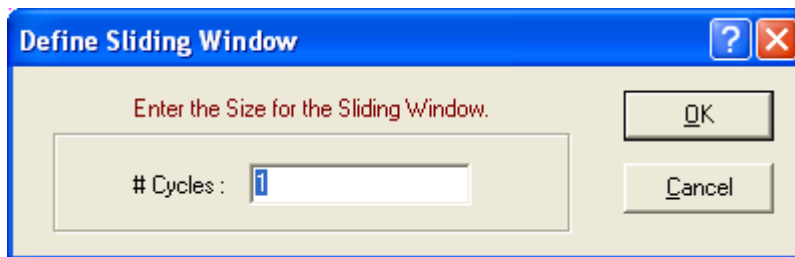 Define Sliding Window
Enter the Size for the Sliding Window.
OK
# Cycles : 1
Cancel